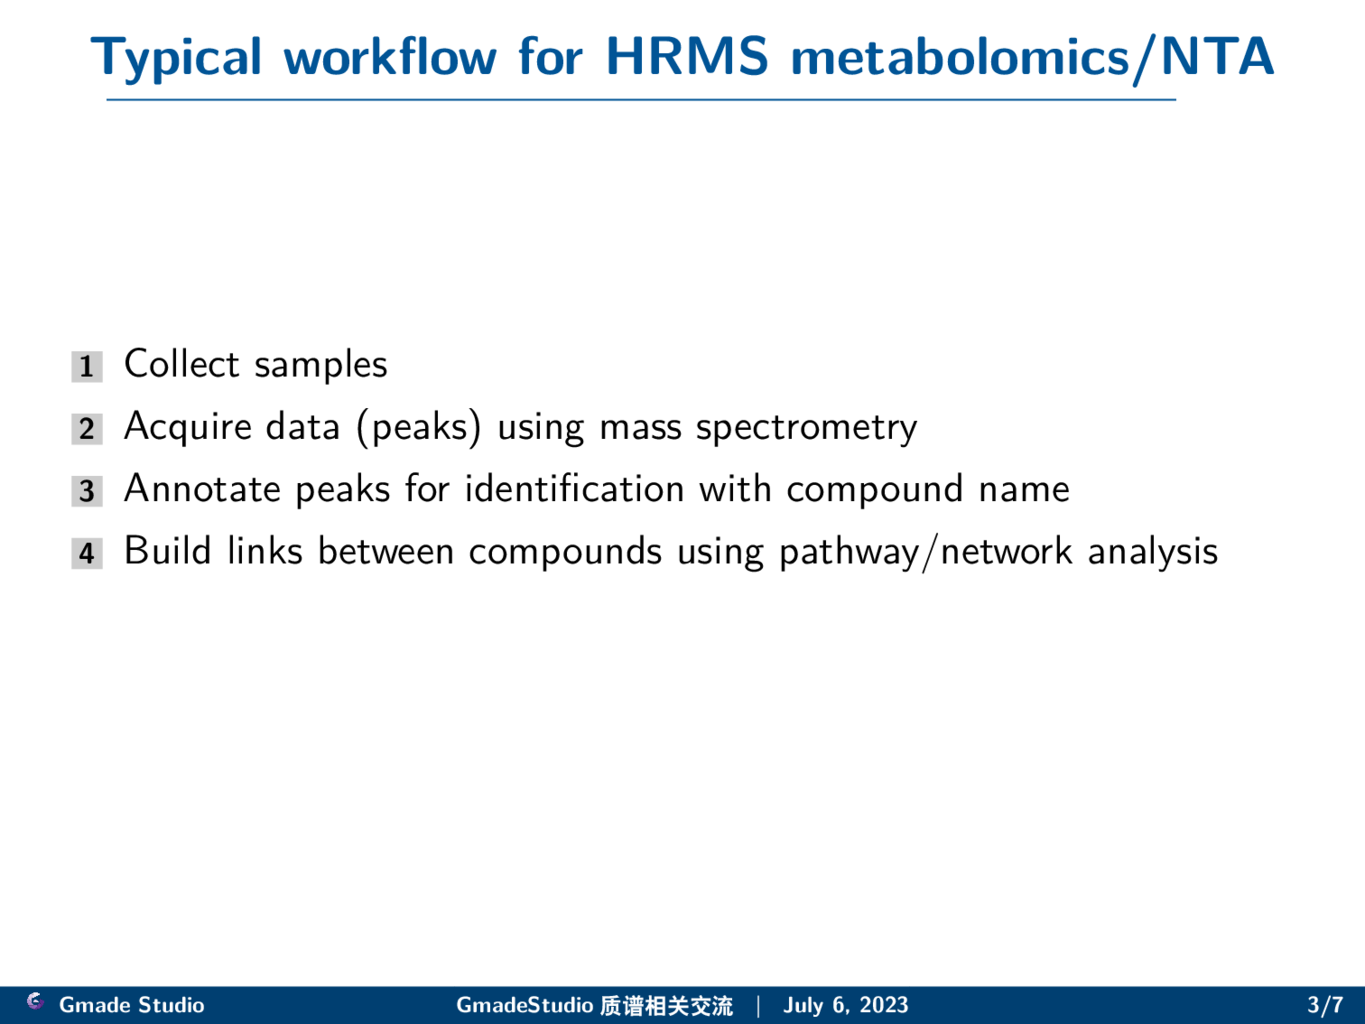 Typical workflow for HRMS metabolomics/NTA
1 Collect samples
2 Acquire data (peaks) using mass spectrometry
3 Annotate peaks for identification with compound name
4 Build links between compounds using pathway/network analysis
Gmade Studio GmadeStudio 质谱相关交流 | July 6, 2023 3/7